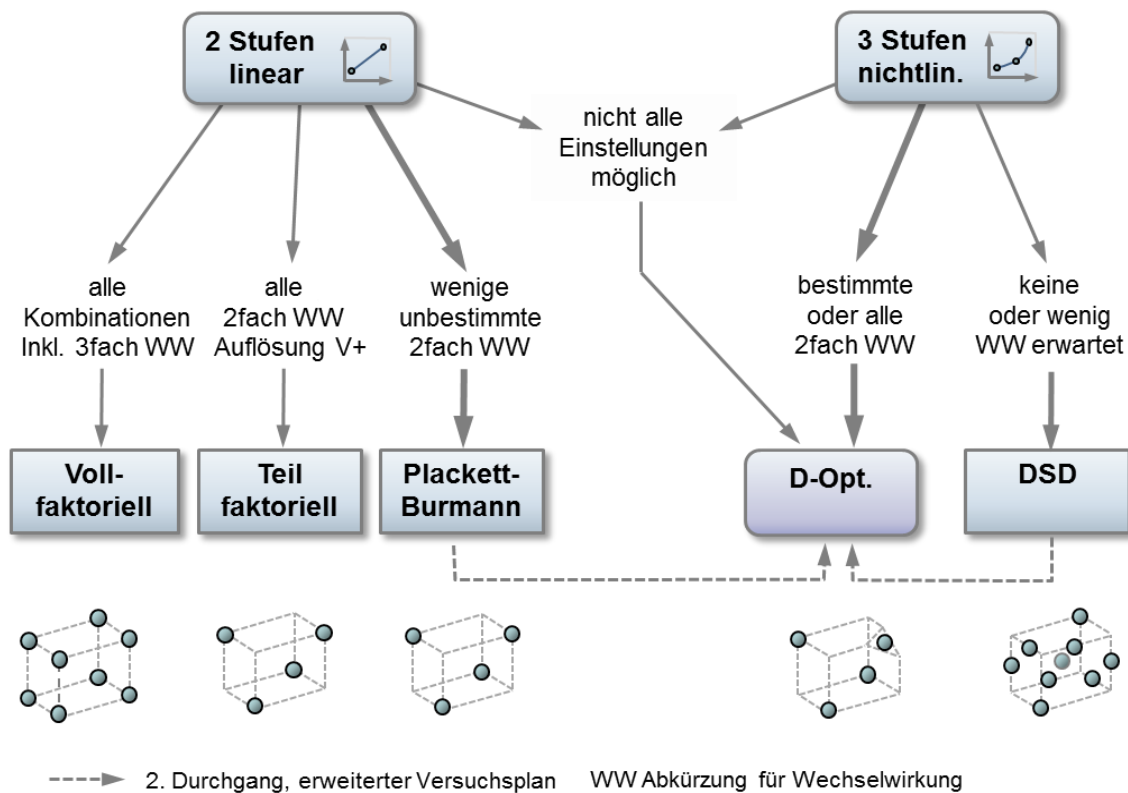 2 Stufen
linear
3 Stufen
nichtlin.
nicht alle
Einstellungen
möglich
alle
Kombinationen
Inkl. 3fach WW
alle
2fach WW
Auflösung V+
wenige
unbestimmte
2fach WW
bestimmte
oder alle
2fach WW
keine
oder wenig
WW erwartet
Voll-
faktoriell
Teil
faktoriell
Plackett-
Burmann
D-Opt.
DSD
2. Durchgang, erweiterter Versuchsplan
WW Abkürzung für Wechselwirkung